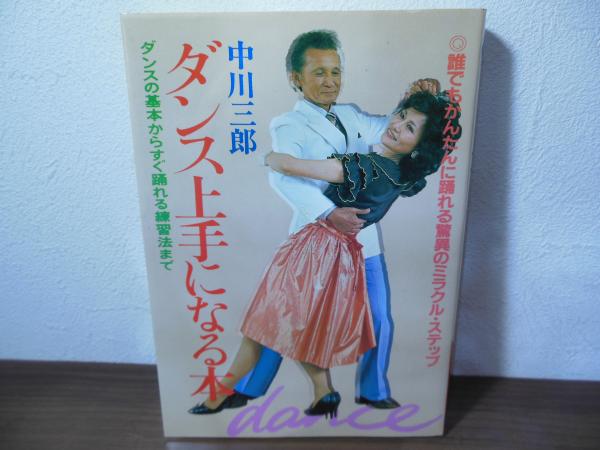 ◎誰でもかんたんに踊れる驚異のミラクル・ステップ
中川三郎
ダンス上手になる本
ダンスの基本からすぐ踊れる練習法まで
dance